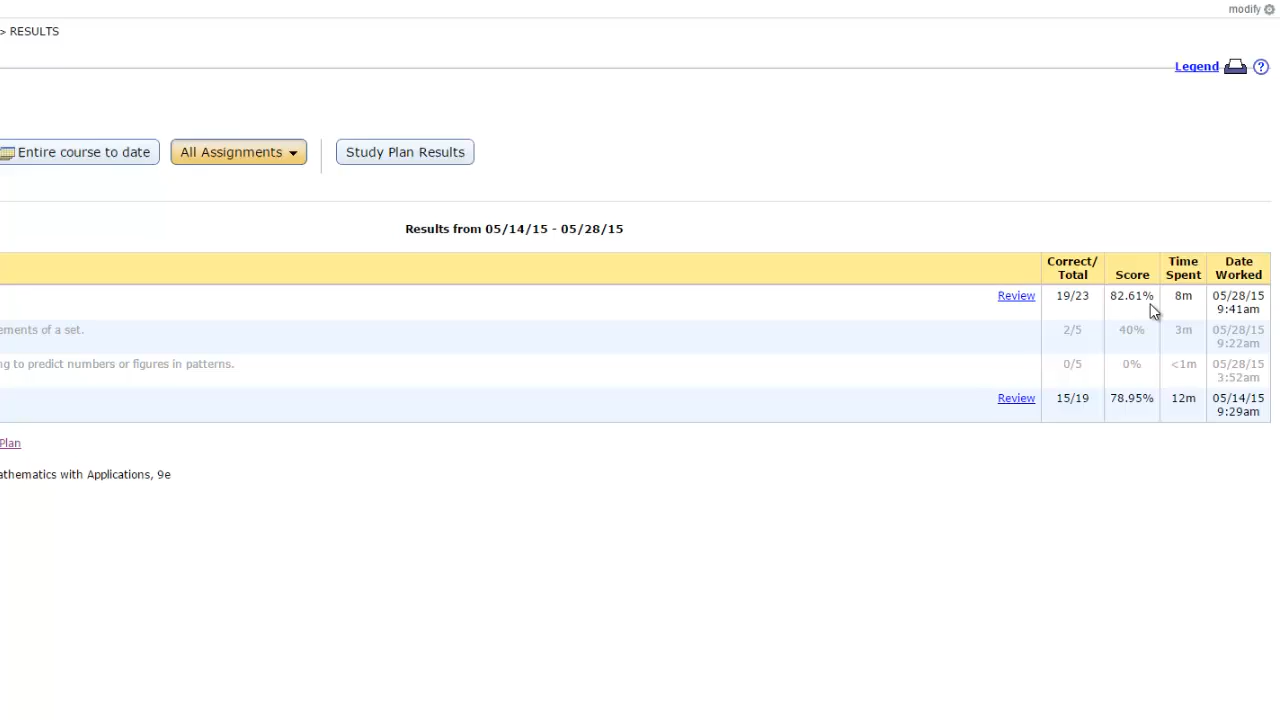 modify
> RESULTS
Legend ?
Entire course to date All Assignments Study Plan Results
Results from 05/14/15 - 05/28/15
Correct/ Total Score Time Spent Date Worked
Review 19/23 82.61% 8m 05/28/15 9:41am
ements of a set. 2/5 40% 3m 05/28/15 9:22am
ng to predict numbers or figures in patterns. 0/5 0% <1m 05/28/15 3:52am
Review 15/19 78.95% 12m 05/14/15 9:29am
Plan
athematics with Applications, 9e